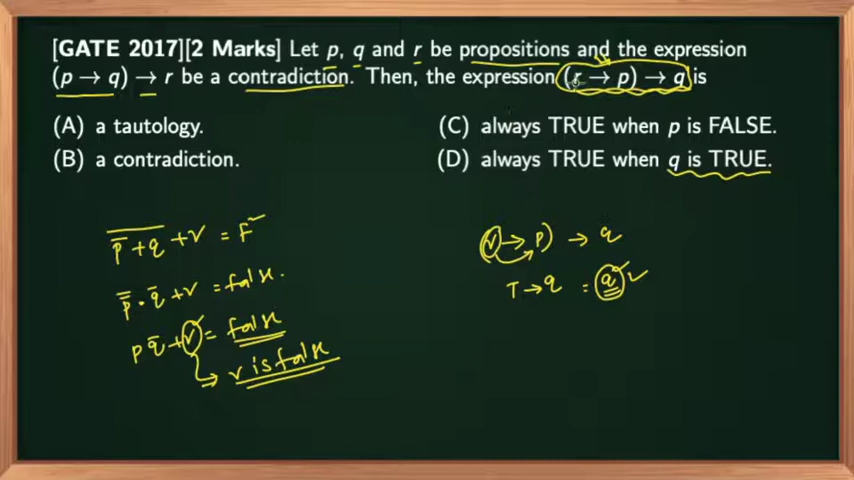 [GATE 2017][2 Marks] Let p, q and r be propositions and the expression
(p → q) → r be a contradiction. Then, the expression (r → p) → q is
(A) a tautology.
(B) a contradiction.
(C) always TRUE when p is FALSE.
(D) always TRUE when q is TRUE.
p̅+q̅ + r = F
p̿ · q̅ + r = false.
p q̅ + r = false
r is false
(r → p) → q
T → q = q